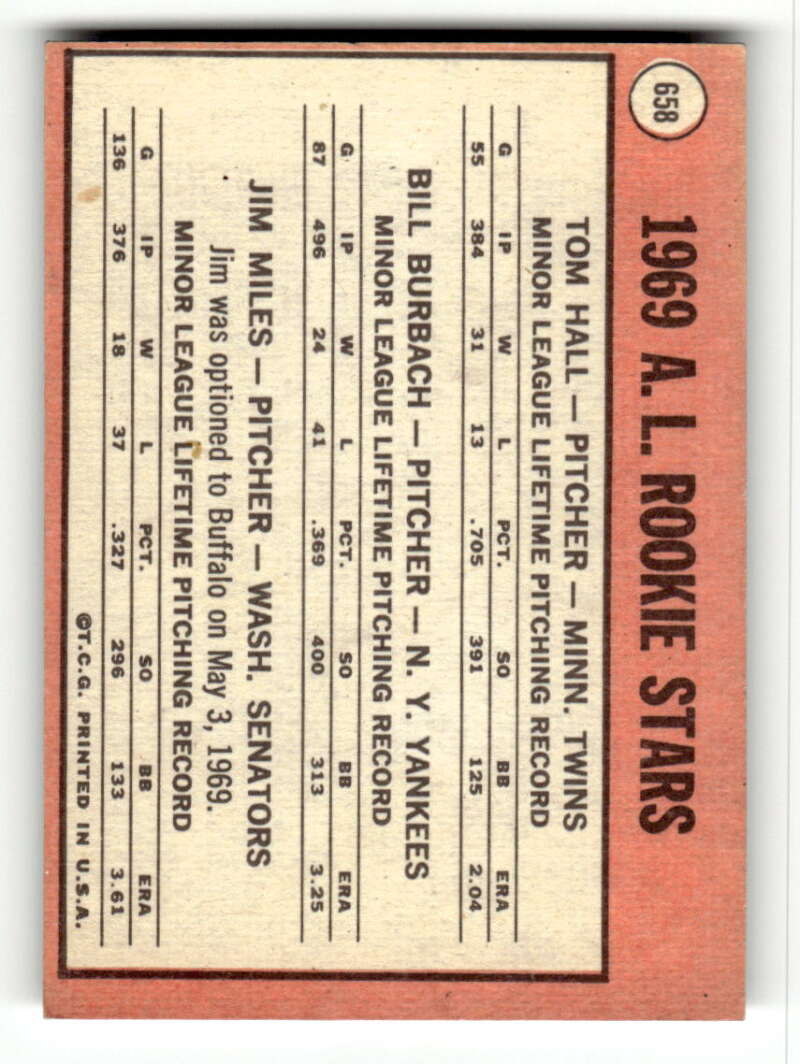 658
1969 A. L. ROOKIE STARS
TOM HALL — PITCHER — MINN. TWINS
MINOR LEAGUE LIFETIME PITCHING RECORD
G IP W L PCT. SO BB ERA
55 384 31 13 .705 391 125 2.04
BILL BURBACH — PITCHER — N. Y. YANKEES
MINOR LEAGUE LIFETIME PITCHING RECORD
G IP W L PCT. SO BB ERA
87 496 24 41 .369 400 313 3.25
JIM MILES — PITCHER — WASH. SENATORS
Jim was optioned to Buffalo on May 3, 1969.
MINOR LEAGUE LIFETIME PITCHING RECORD
G IP W L PCT. SO BB ERA
136 376 18 37 .327 296 133 3.61
©T.C.G. PRINTED IN U.S.A.